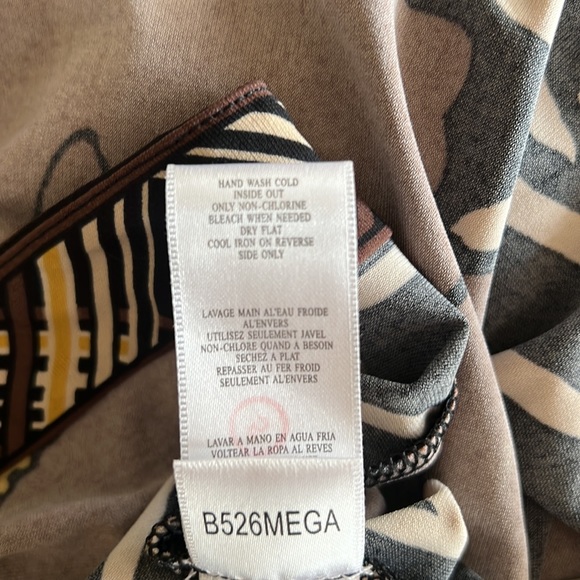 HAND WASH COLD
INSIDE OUT
ONLY NON-CHLORINE
BLEACH WHEN NEEDED
DRY FLAT
COOL IRON ON REVERSE
SIDE ONLY
LAVAGE MAIN AL'EAU FROIDE
AL'ENVERS
UTILISEZ SEULEMENT JAVEL
NON-CHLORE QUAND A BESOIN
SECHEZ A PLAT
REPASSER AU FER FROID
SEULEMENT AL'ENVERS
LAVAR A MANO EN AGUA FRIA
VOLTEAR LA ROPA AL REVES
B526MEGA